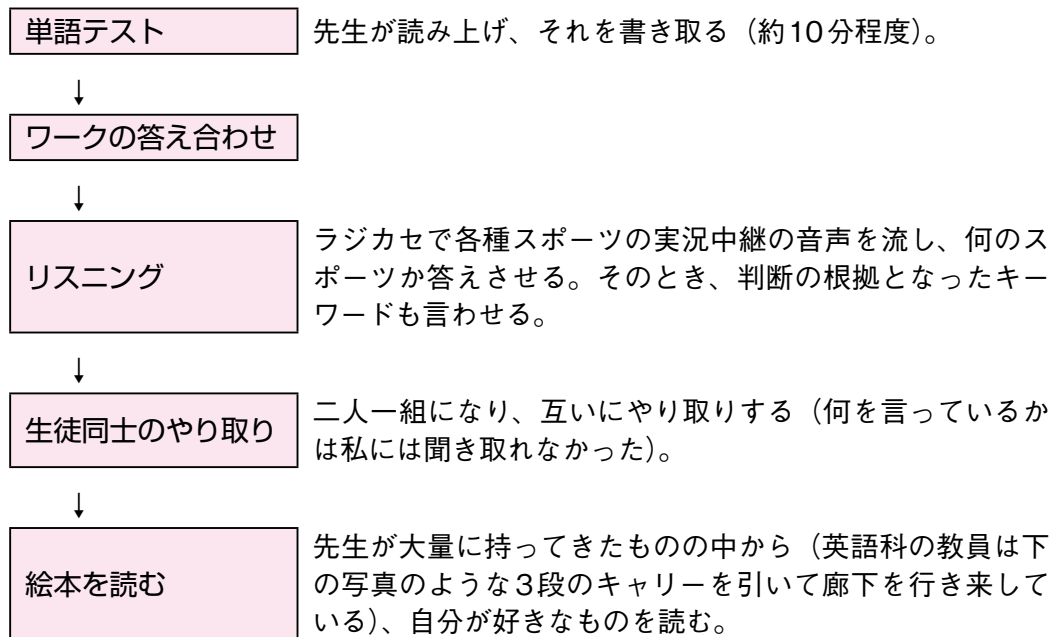 単語テスト
先生が読み上げ、それを書き取る（約10分程度）。
↓
ワークの答え合わせ
↓
リスニング
ラジカセで各種スポーツの実況中継の音声を流し、何のス
ポーツか答えさせる。そのとき、判断の根拠となったキー
ワードも言わせる。
↓
生徒同士のやり取り
二人一組になり、互いにやり取りする（何を言っているか
は私には聞き取れなかった）。
↓
絵本を読む
先生が大量に持ってきたものの中から（英語科の教員は下
の写真のような3段のキャリーを引いて廊下を行き来して
いる）、自分が好きなものを読む。